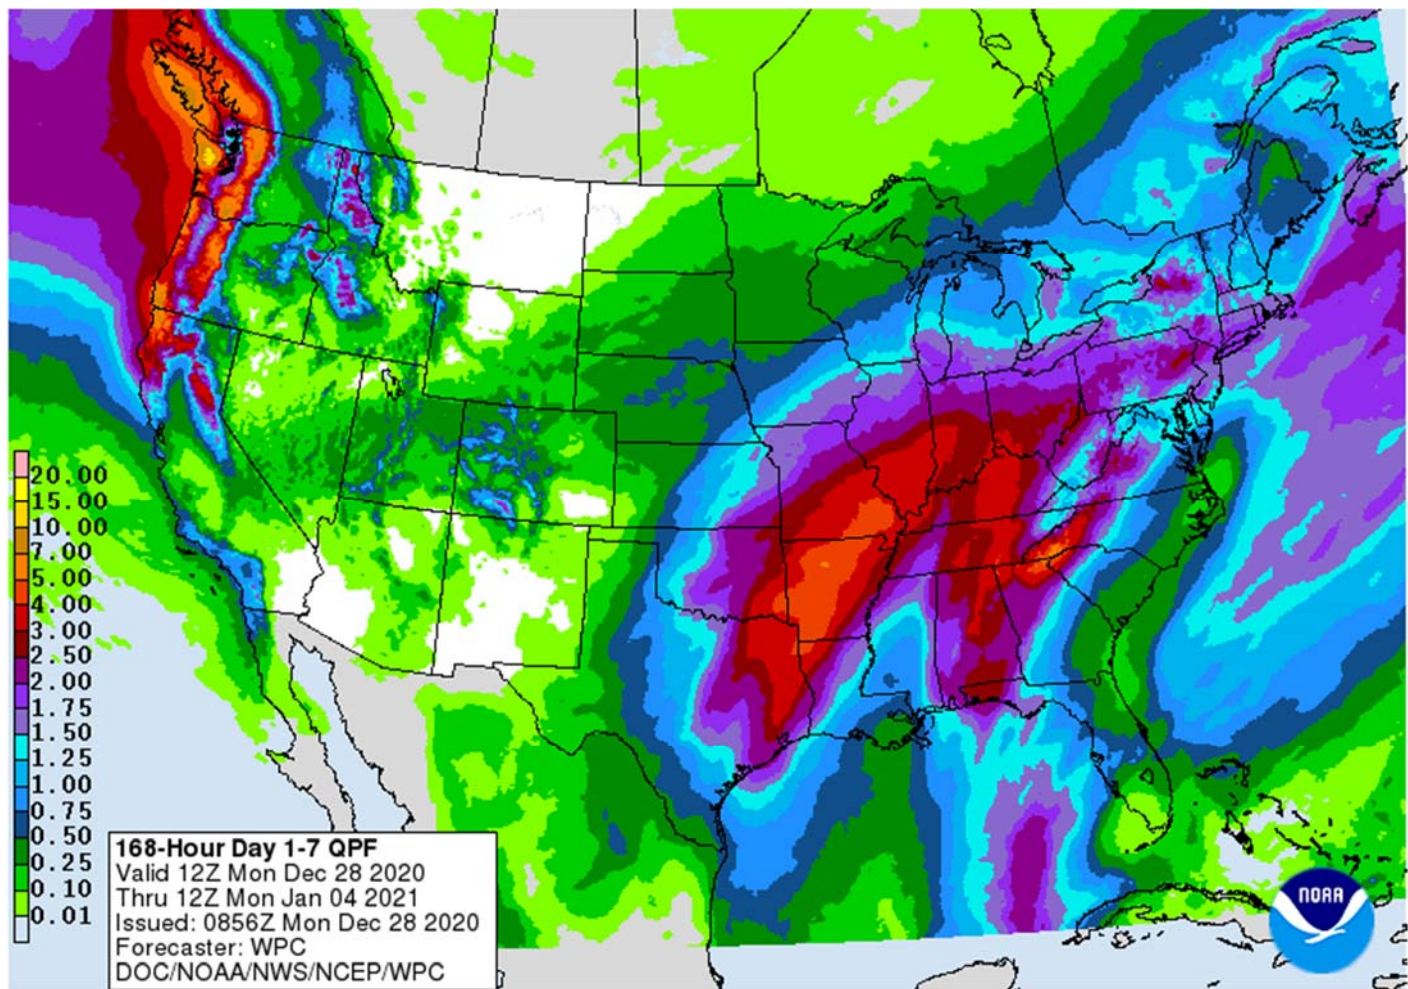 20.00
15.00
10.00
7.00
5.00
4.00
3.00
2.50
2.00
1.75
1.50
1.25
1.00
0.75
0.50
0.25
0.10
0.01
168-Hour Day 1-7 QPF
Valid 12Z Mon Dec 28 2020
Thru 12Z Mon Jan 04 2021
Issued: 0856Z Mon Dec 28 2020
Forecaster: WPC
DOC/NOAA/NWS/NCEP/WPC
NOAA